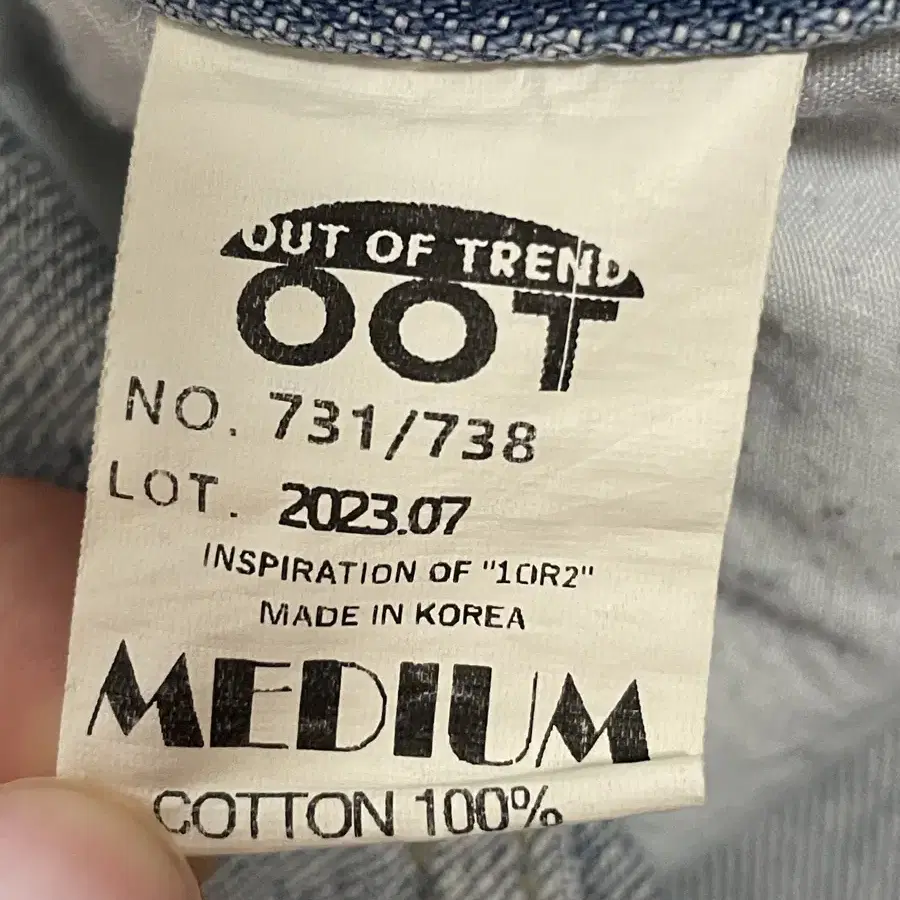 OUT OF TREND
OOT
NO. 731/738
LOT. 2023.07
INSPIRATION OF "1OR2"
MADE IN KOREA
MEDIUM
COTTON 100%